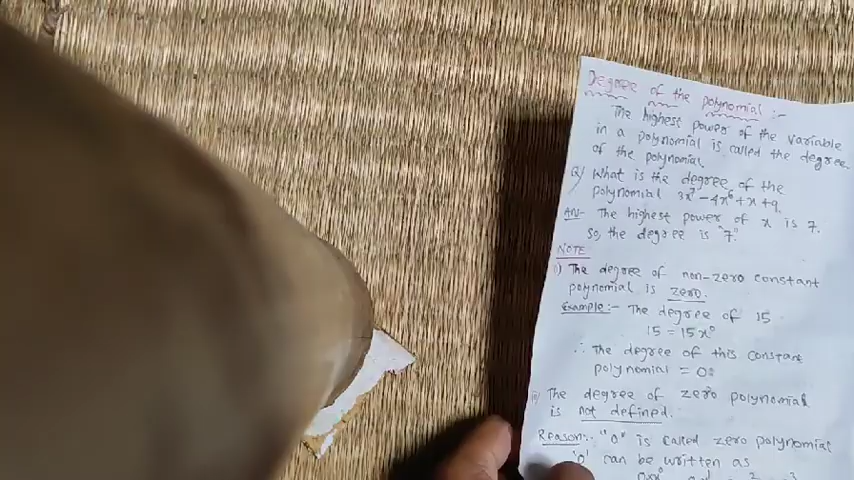 Degree of the polynomial :-
The highest power of the variable
in a polynomial is called the degree
of the polynomial.
Q) What is the degree of the
polynomial 3x⁷ - 4x⁶ + x + 9.
Ans- The highest power of x is 7.
So, the degree is "7".
NOTE
i) The degree of non-zero constant
polynomial is zero.
Example:- The degree of 15
15 = 15x⁰
∴ The degree of this constant
polynomial = 0
ii) The degree of zero polynomial
is not defined.
Reason:- "0" is called zero polynomial
'0' can be written as